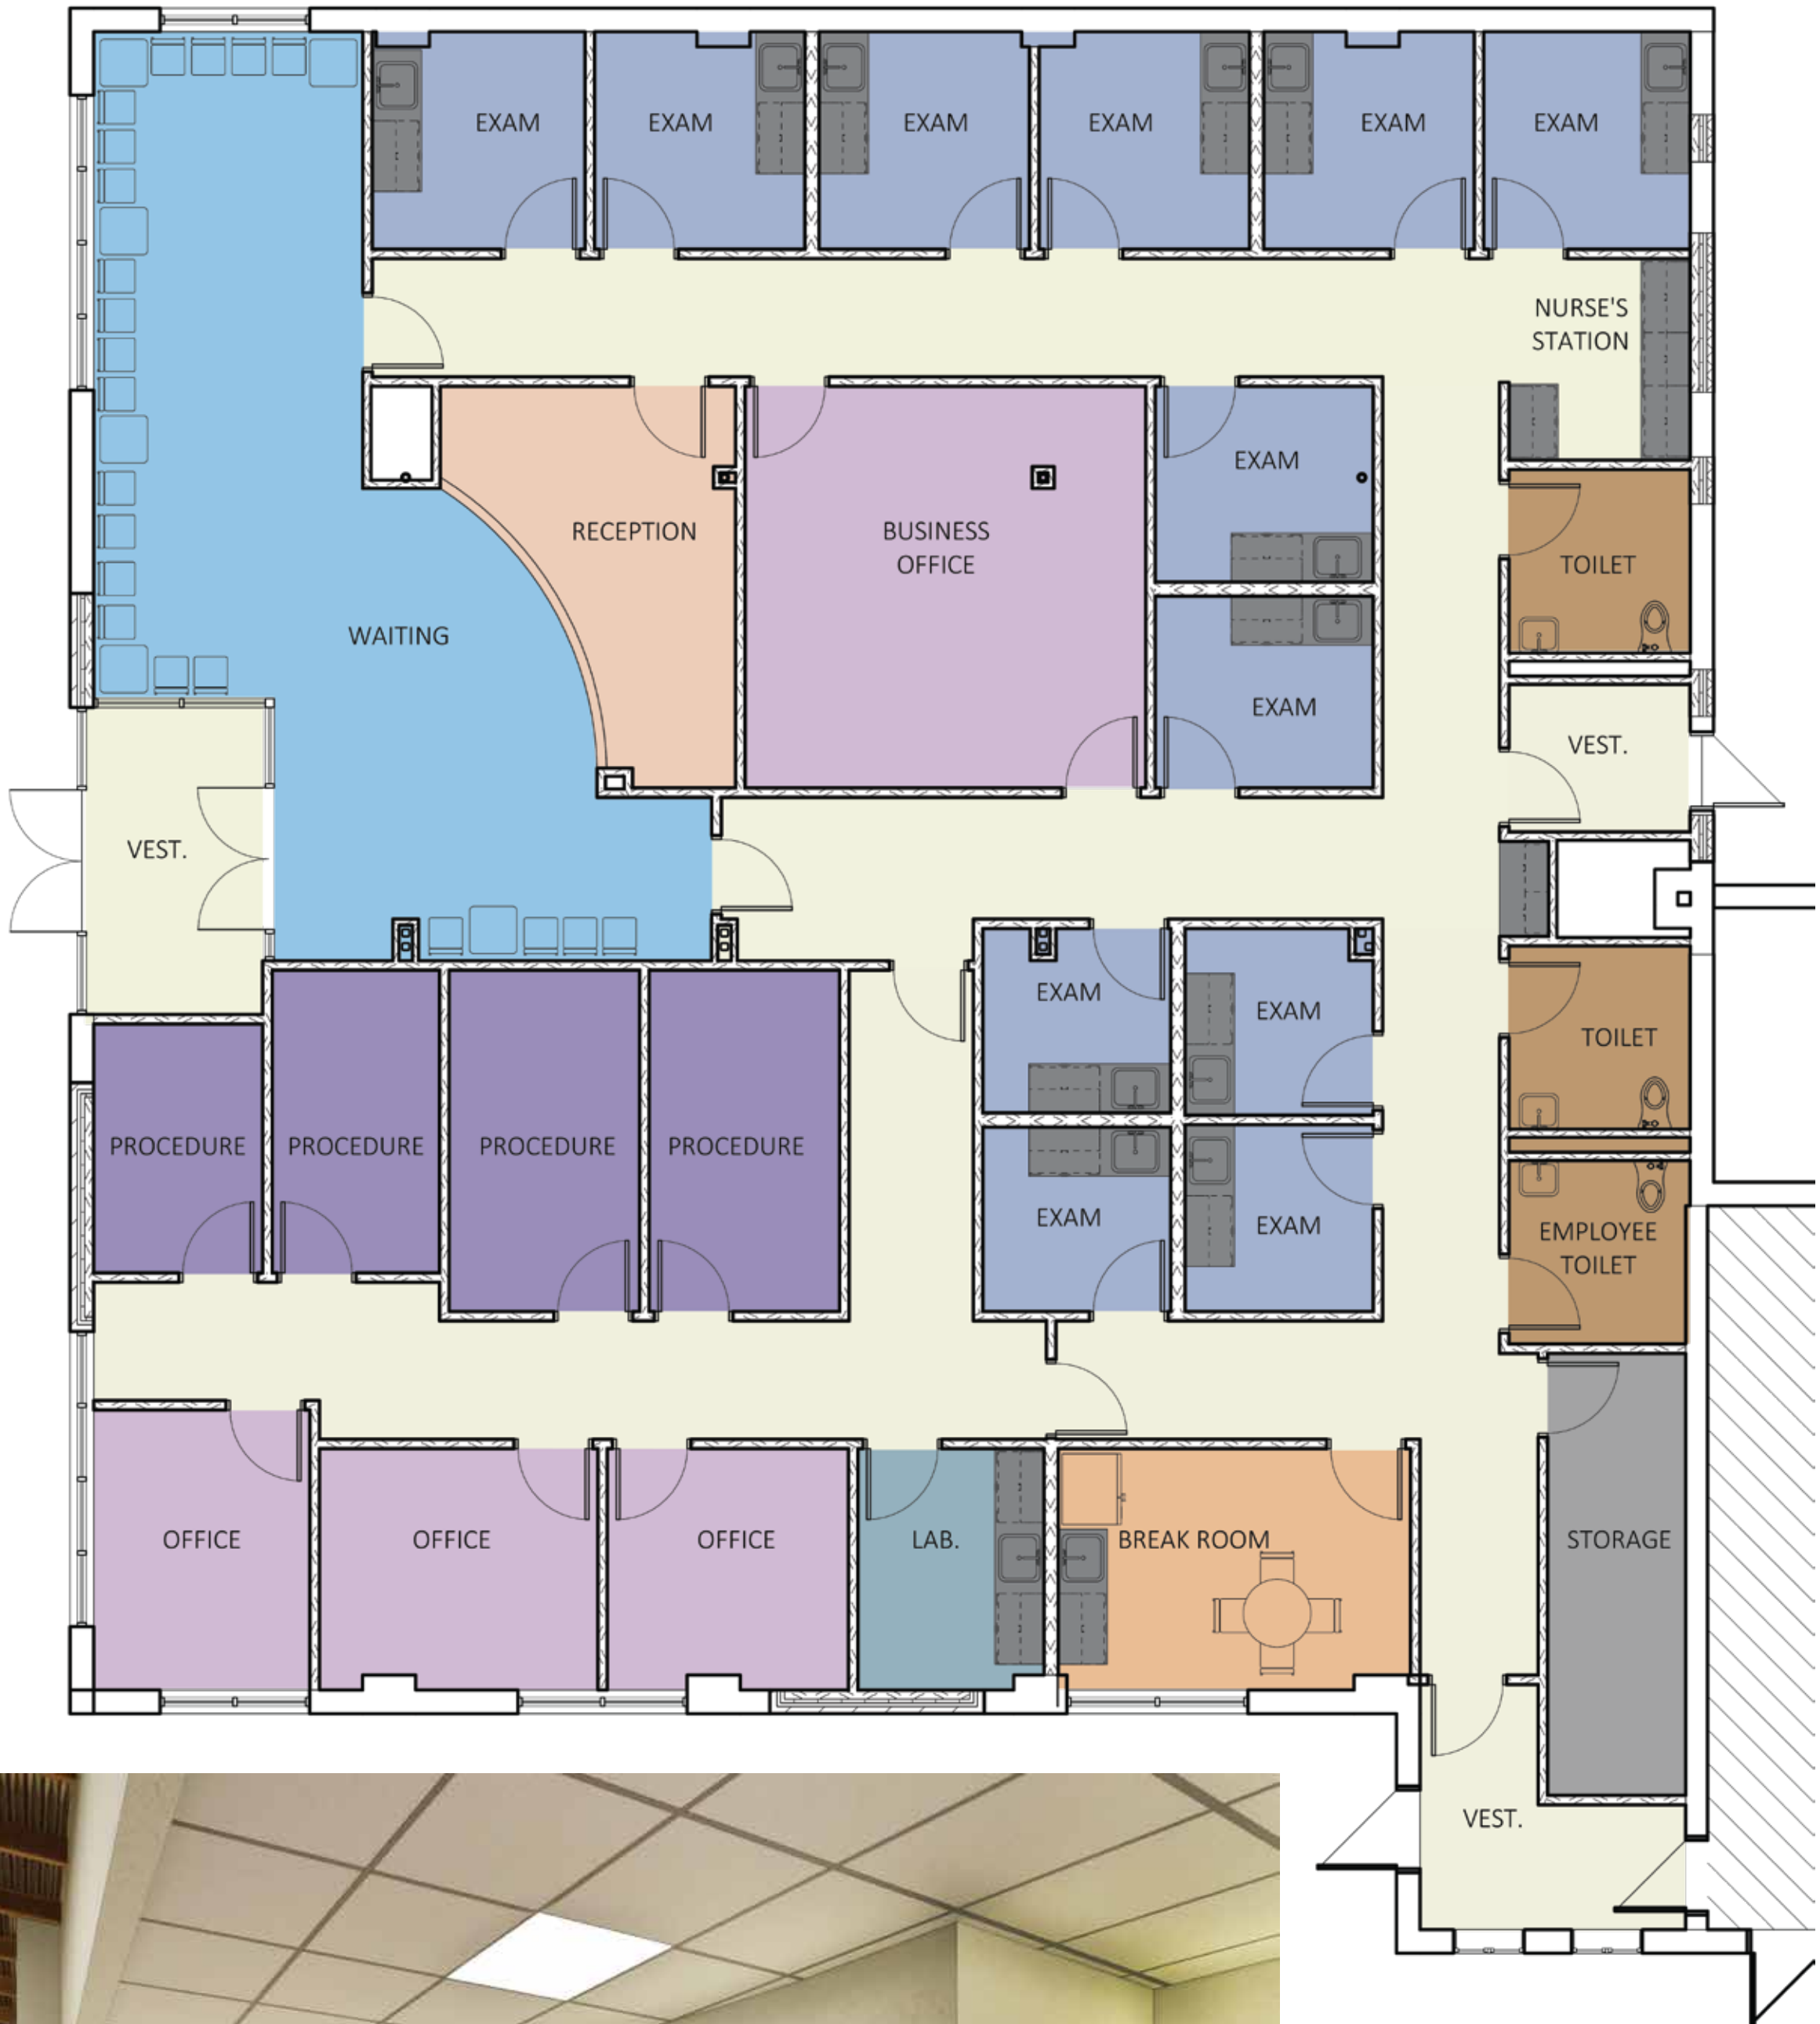 EXAM
EXAM
EXAM
EXAM
EXAM
EXAM
NURSE'S
STATION
EXAM
RECEPTION
BUSINESS
OFFICE
TOILET
WAITING
EXAM
VEST.
VEST.
EXAM
EXAM
TOILET
PROCEDURE
PROCEDURE
PROCEDURE
PROCEDURE
EXAM
EXAM
EMPLOYEE
TOILET
OFFICE
OFFICE
OFFICE
LAB.
BREAK ROOM
STORAGE
VEST.